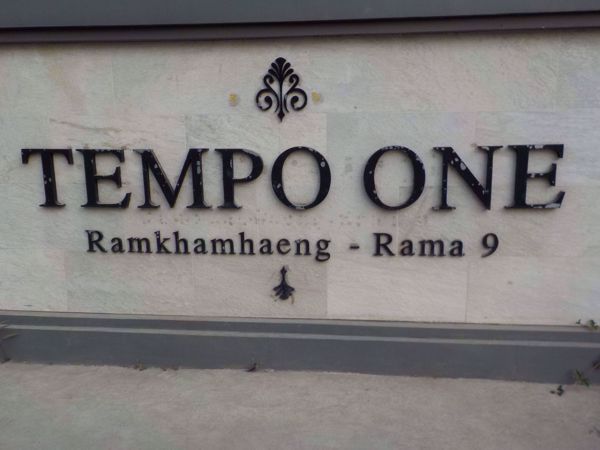 TEMPO ONE
Ramkhamhaeng - Rama 9